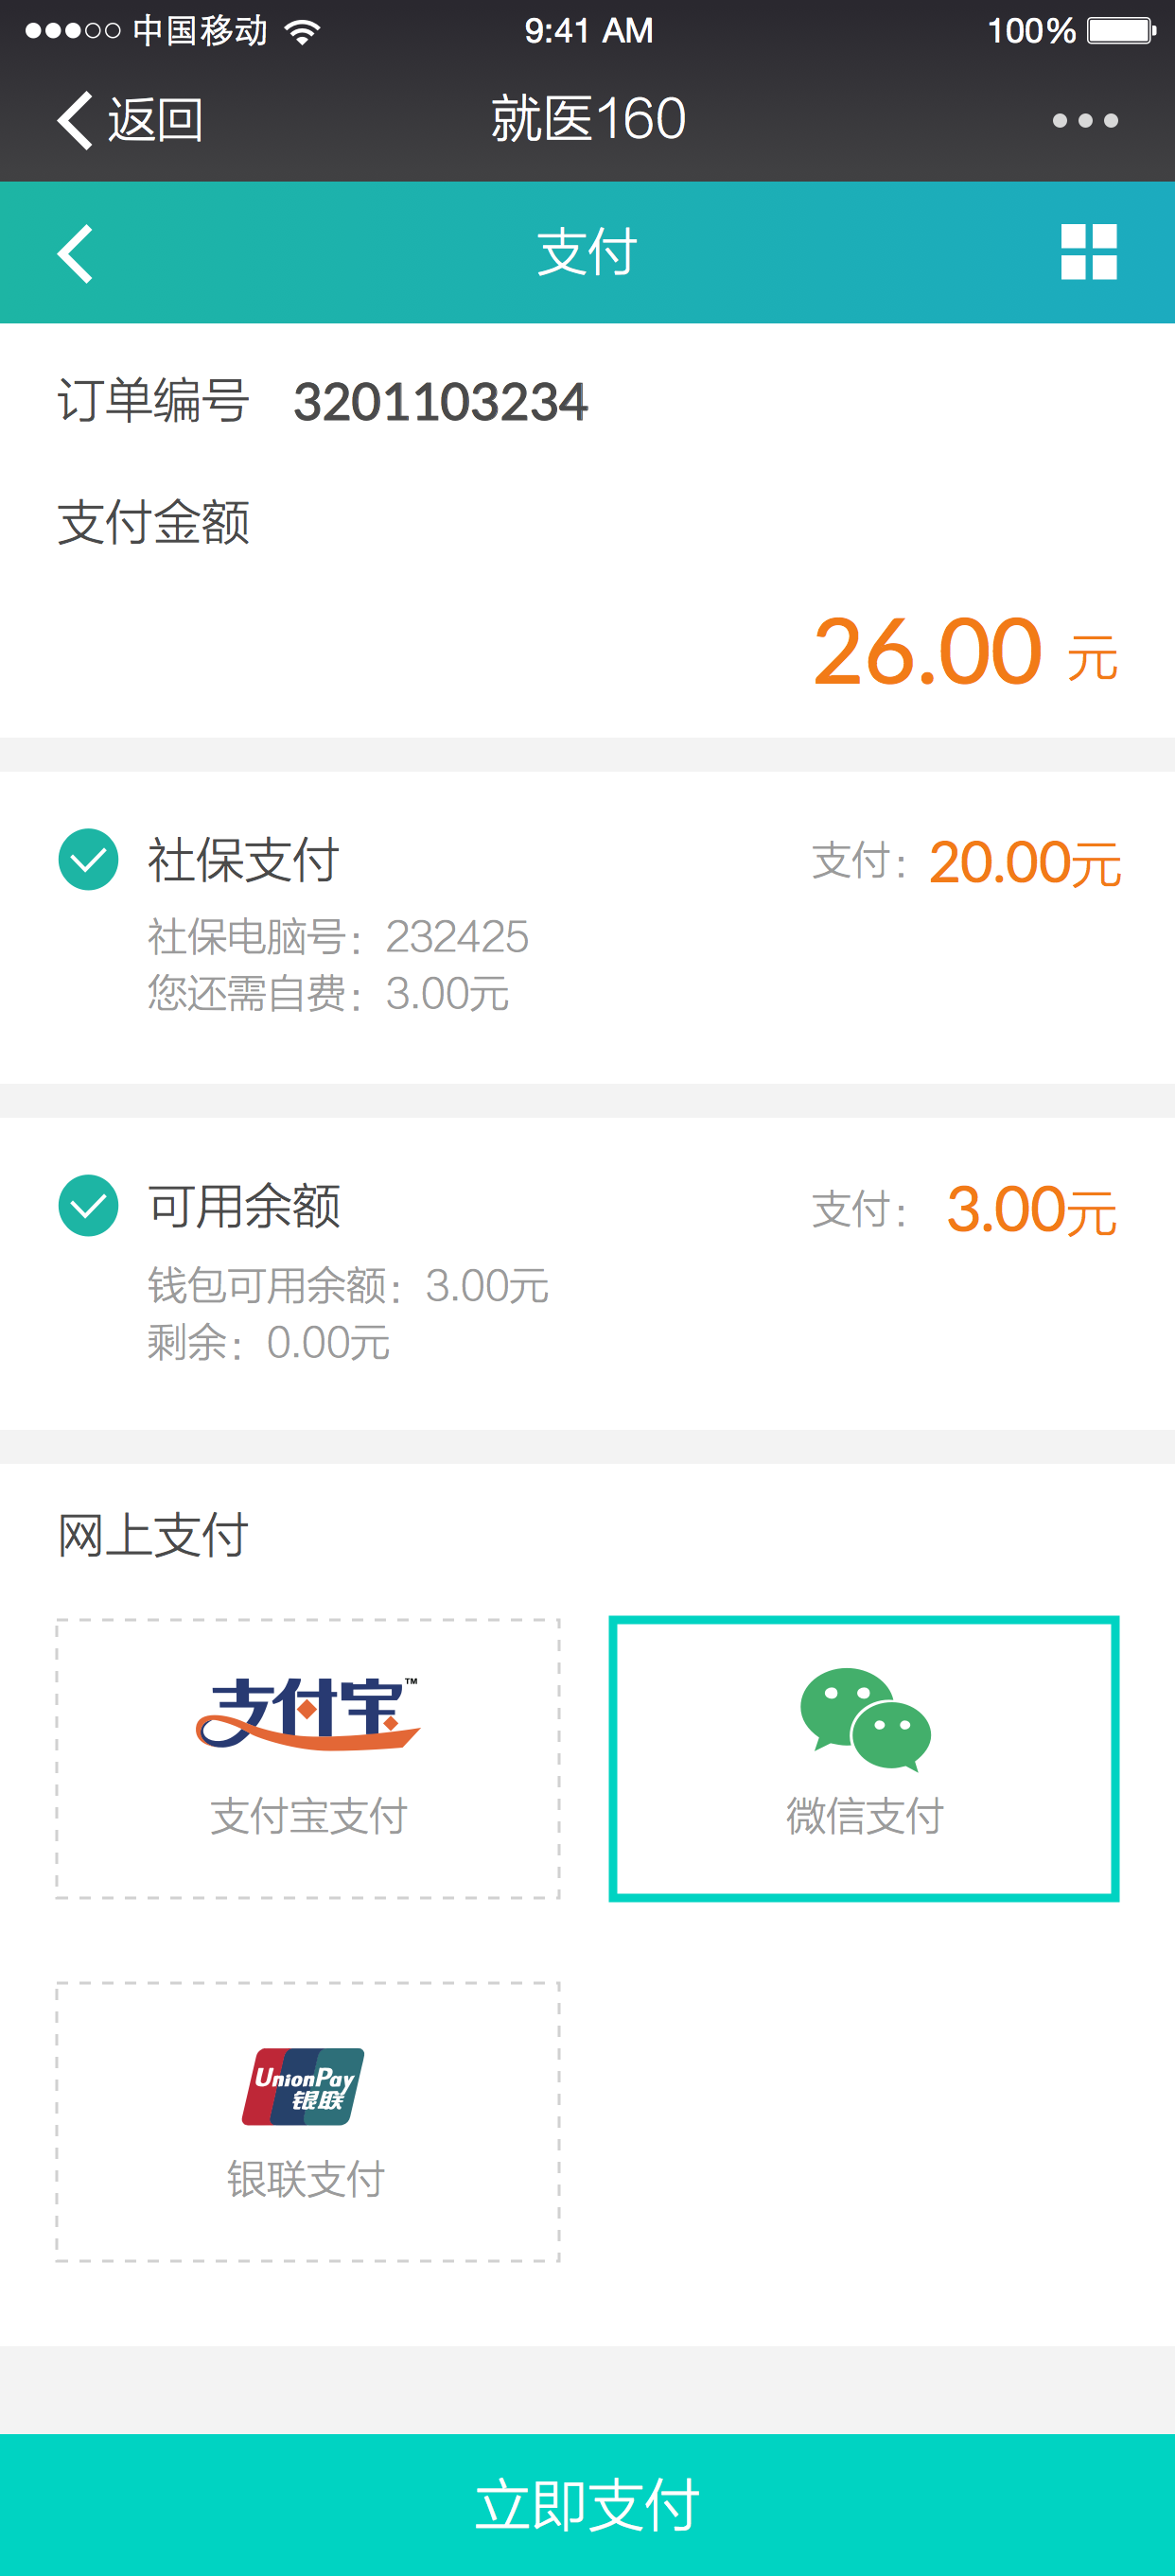 中国移动 9:41 AM 100%
返回 就医160
支付
订单编号 3201103234
支付金额
26.00 元
社保支付 支付：20.00元
社保电脑号：232425
您还需自费：3.00元
可用余额 支付：3.00元
钱包可用余额：3.00元
剩余：0.00元
网上支付
支付宝™
支付宝支付
微信支付
UnionPay
银联
银联支付
立即支付